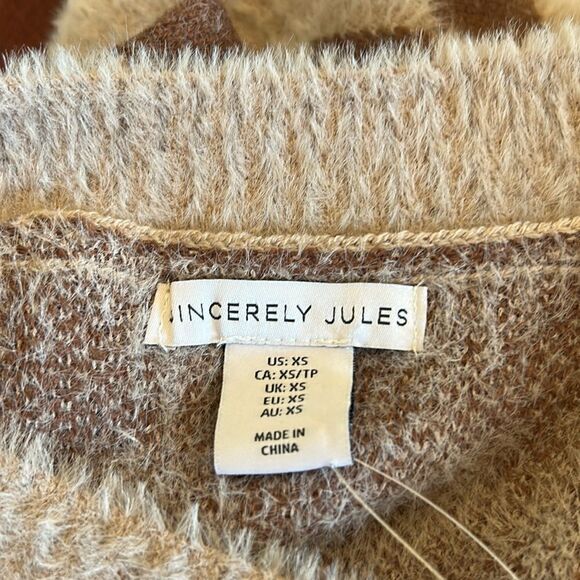 SINCERELY JULES
US: XS
CA: XS/TP
UK: XS
EU: XS
AU: XS
MADE IN
CHINA